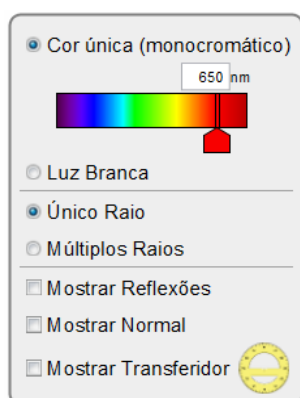 Cor única (monocromático)
650 nm
Luz Branca
Único Raio
Múltiplos Raios
Mostrar Reflexões
Mostrar Normal
Mostrar Transferidor